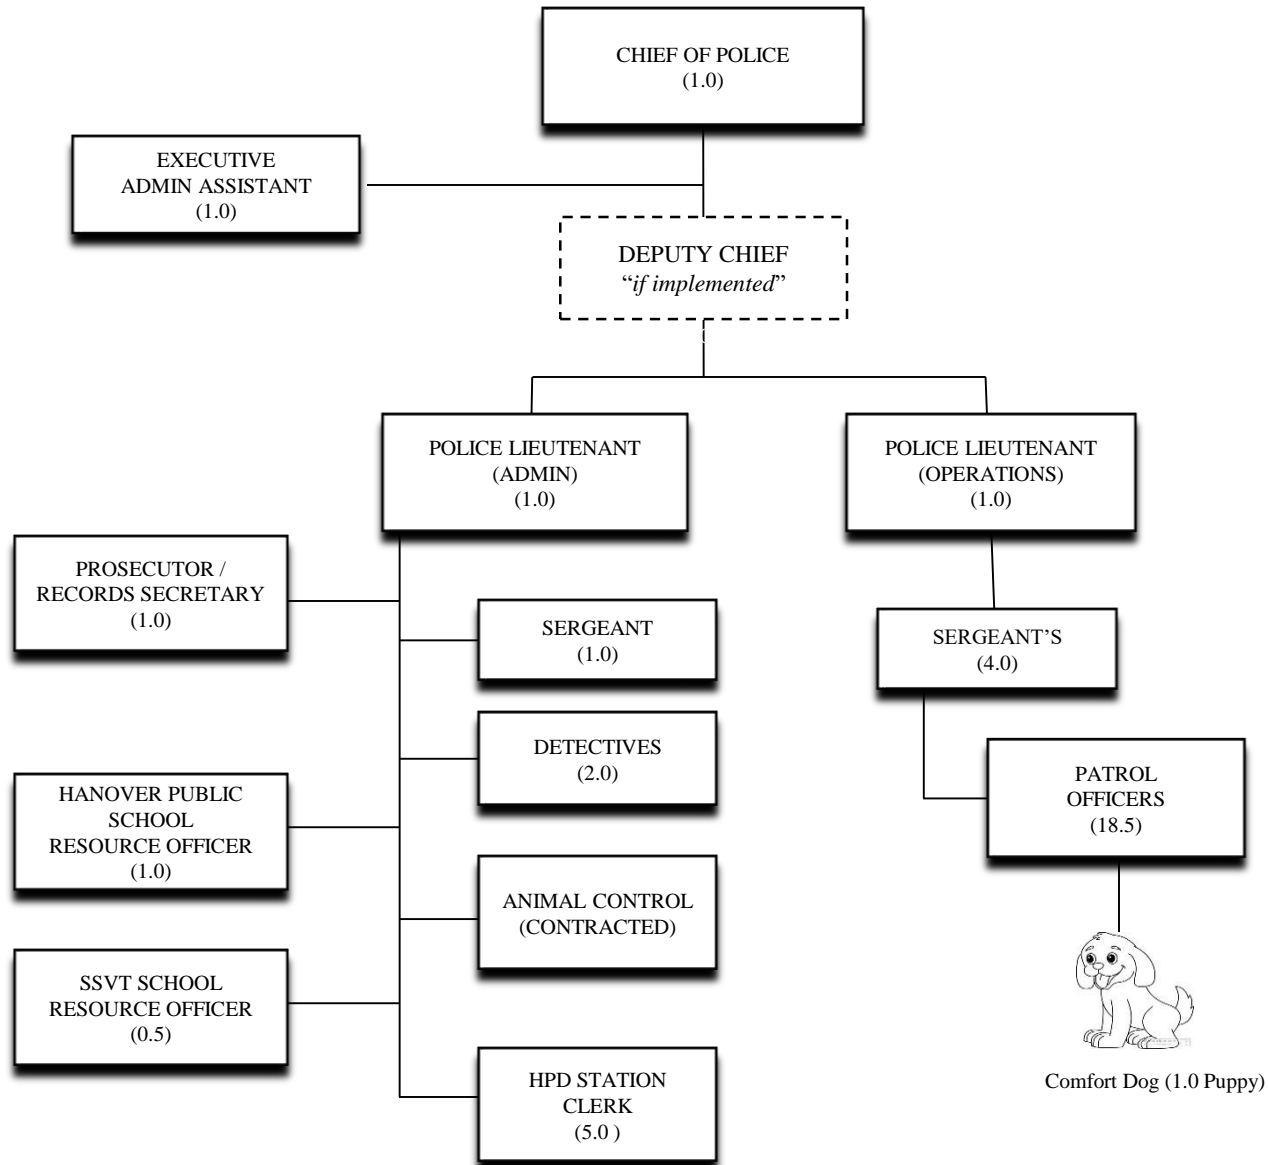 CHIEF OF POLICE
(1.0)
EXECUTIVE
ADMIN ASSISTANT
(1.0)
DEPUTY CHIEF
“if implemented”
POLICE LIEUTENANT
(ADMIN)
(1.0)
POLICE LIEUTENANT
(OPERATIONS)
(1.0)
PROSECUTOR /
RECORDS SECRETARY
(1.0)
SERGEANT
(1.0)
SERGEANT’S
(4.0)
DETECTIVES
(2.0)
PATROL
OFFICERS
(18.5)
HANOVER PUBLIC
SCHOOL
RESOURCE OFFICER
(1.0)
ANIMAL CONTROL
(CONTRACTED)
SSVT SCHOOL
RESOURCE OFFICER
(0.5)
HPD STATION
CLERK
(5.0 )
Comfort Dog (1.0 Puppy)